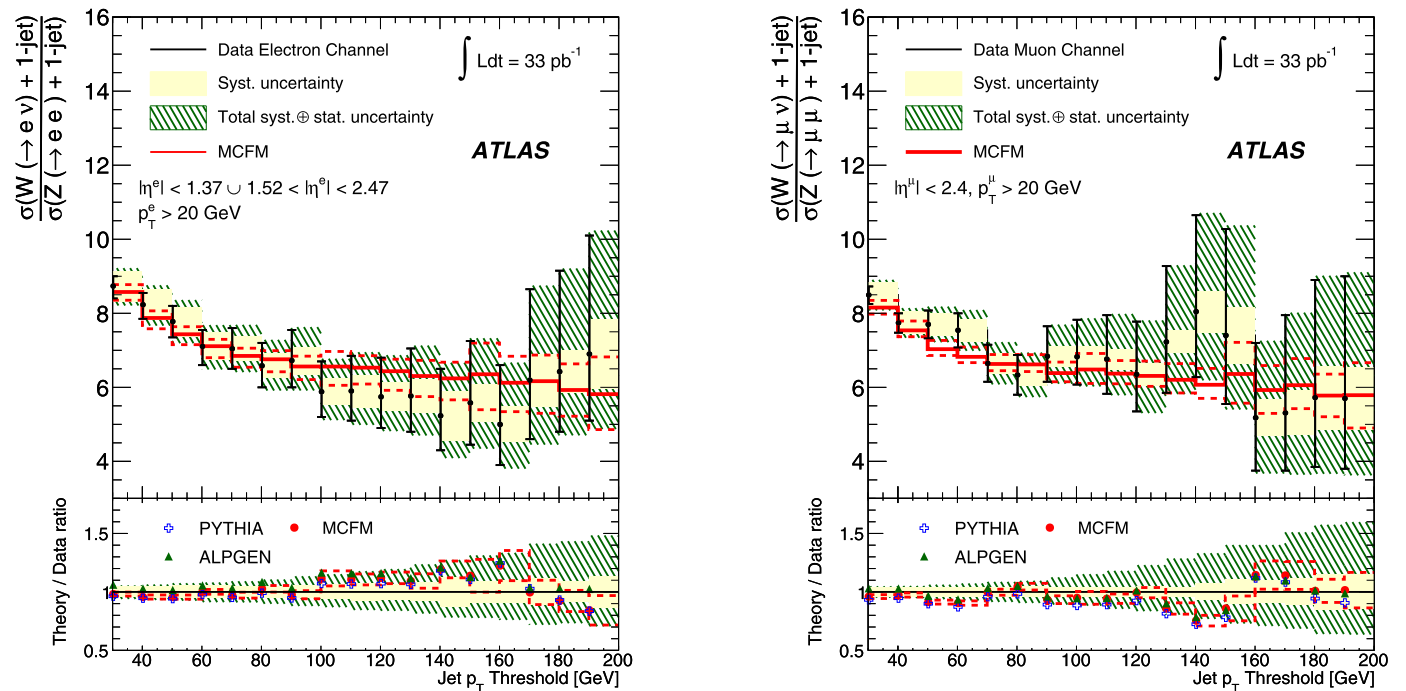 σ(W (→ e ν) + 1-jet)
σ(Z (→ e e ) + 1-jet)
16
14
12
10
8
6
4
Data Electron Channel
Syst. uncertainty
Total syst.⊕ stat. uncertainty
MCFM
∫ Ldt = 33 pb⁻¹
ATLAS
|ηᵉ| < 1.37 ∪ 1.52 < |ηᵉ| < 2.47
p_T^e > 20 GeV
Theory / Data ratio
1.5
1
0.5
PYTHIA
MCFM
ALPGEN
40 60 80 100 120 140 160 180 200
Jet p_T Threshold [GeV]
σ(W (→ μ ν) + 1-jet)
σ(Z (→ μ μ ) + 1-jet)
16
14
12
10
8
6
4
Data Muon Channel
Syst. uncertainty
Total syst.⊕ stat. uncertainty
MCFM
∫ Ldt = 33 pb⁻¹
ATLAS
|η^μ| < 2.4, p_T^μ > 20 GeV
Theory / Data ratio
1.5
1
0.5
PYTHIA
MCFM
ALPGEN
40 60 80 100 120 140 160 180 200
Jet p_T Threshold [GeV]